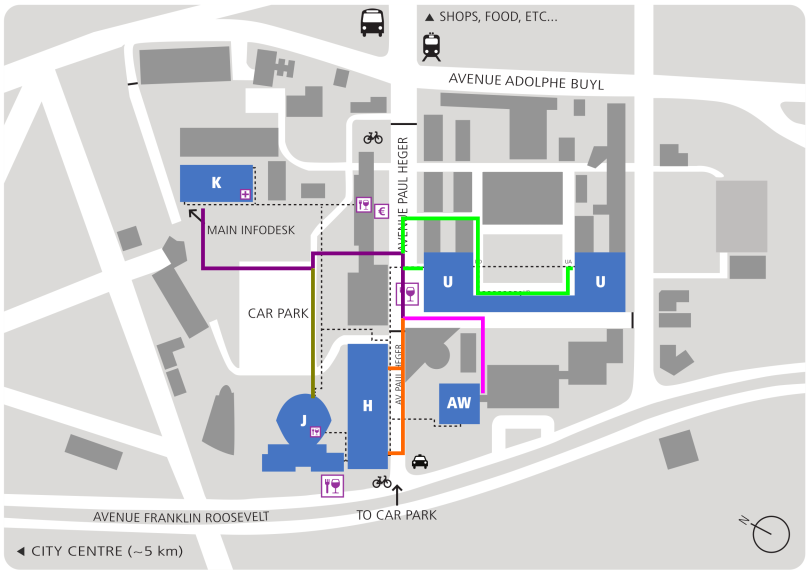 ▲ SHOPS, FOOD, ETC...
AVENUE ADOLPHE BUYL
AVENUE PAUL HEGER
K
€
MAIN INFODESK
UA
U
U
CAR PARK
AV. PAUL HEGER
AW
H
J
TO CAR PARK
AVENUE FRANKLIN ROOSEVELT
N
◄ CITY CENTRE (~5 km)